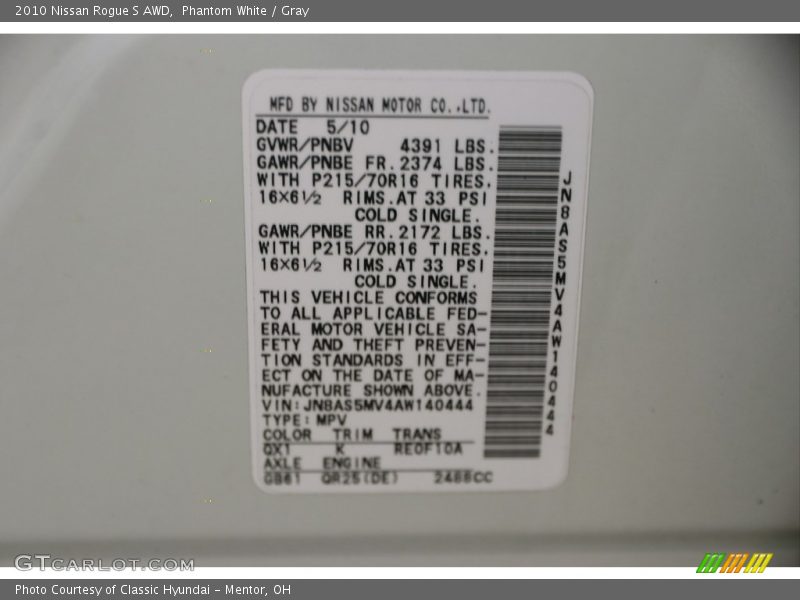 2010 Nissan Rogue S AWD, Phantom White / Gray
MFD BY NISSAN MOTOR CO.,LTD.
DATE 5/10
GVWR/PNBV 4391 LBS.
GAWR/PNBE FR. 2374 LBS.
WITH P215/70R16 TIRES.
16×6½ RIMS. AT 33 PSI
COLD SINGLE.
GAWR/PNBE RR. 2172 LBS.
WITH P215/70R16 TIRES.
16×6½ RIMS. AT 33 PSI
COLD SINGLE.
THIS VEHICLE CONFORMS
TO ALL APPLICABLE FED-
ERAL MOTOR VEHICLE SA-
FETY AND THEFT PREVEN-
TION STANDARDS IN EFF-
ECT ON THE DATE OF MA-
NUFACTURE SHOWN ABOVE.
VIN: JN8AS5MV4AW140444
TYPE: MPV
COLOR TRIM TRANS
QX1 K RE0F10A
AXLE ENGINE
GB61 QR25(DE) 2488CC
JN8AS5MV4AW140444
GTCARLOT.COM
Photo Courtesy of Classic Hyundai - Mentor, OH